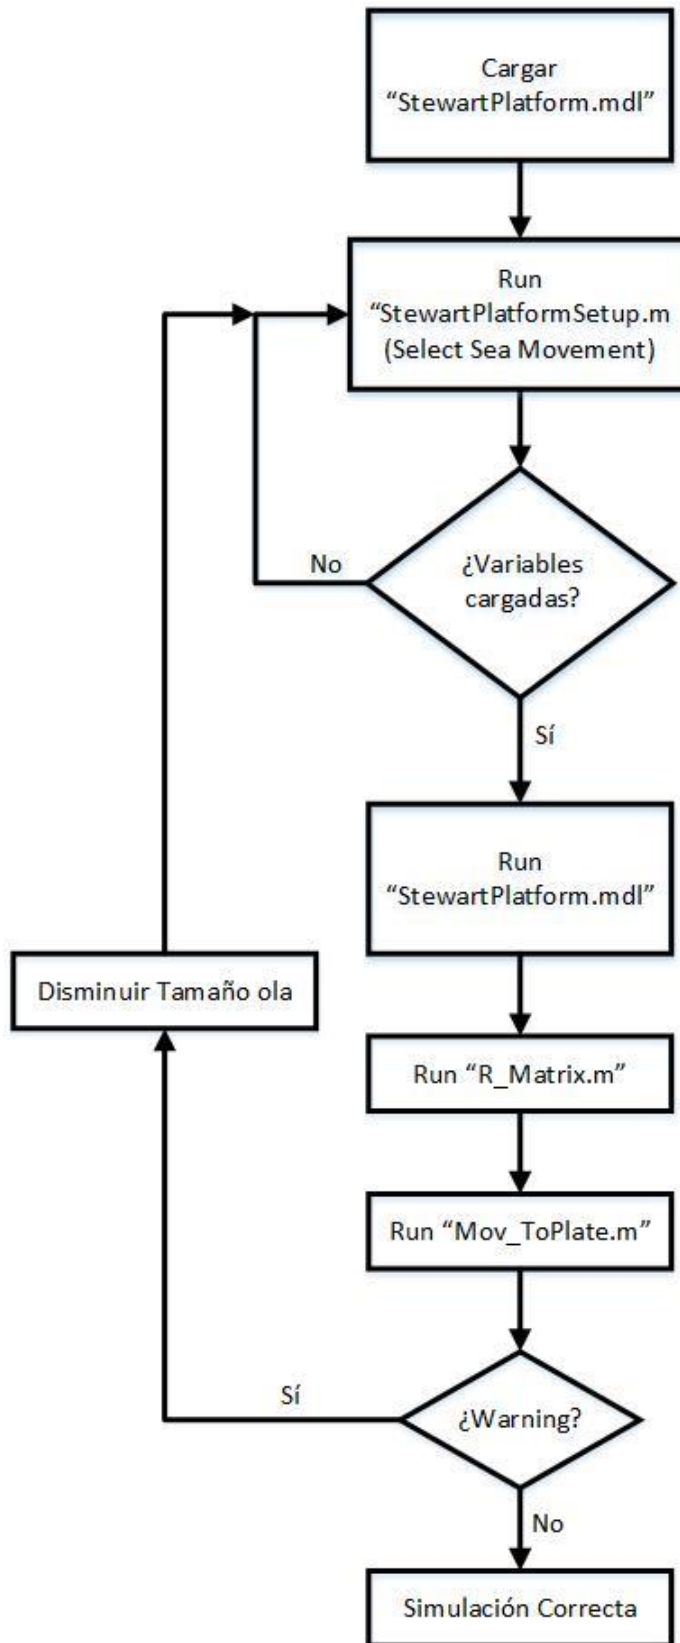 Cargar
“StewartPlatform.mdl”
Run
“StewartPlatformSetup.m
(Select Sea Movement)
No
¿Variables
cargadas?
Sí
Run
“StewartPlatform.mdl”
Disminuir Tamaño ola
Run “R_Matrix.m”
Run “Mov_ToPlate.m”
Sí
¿Warning?
No
Simulación Correcta